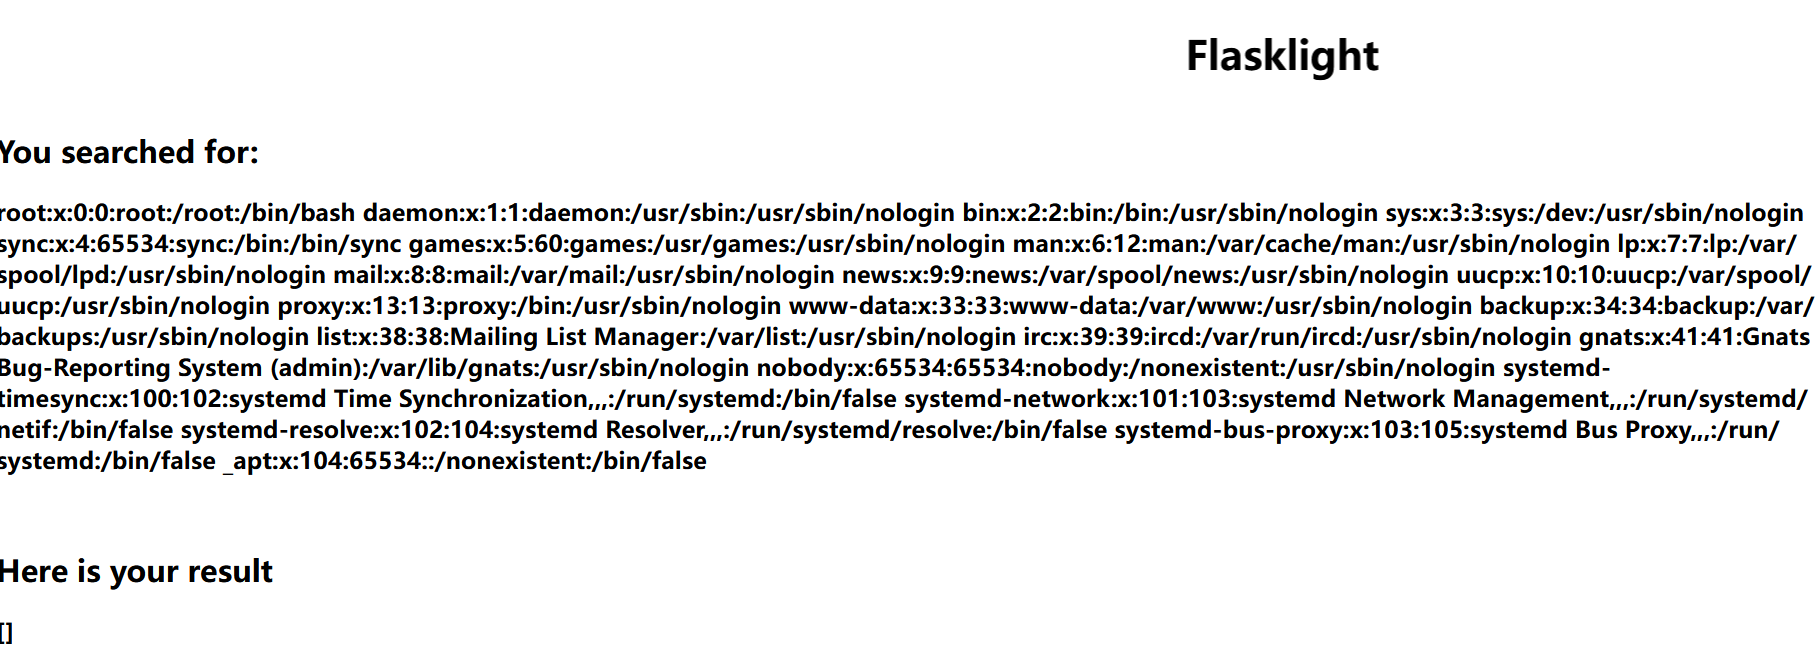 Flasklight
You searched for:
root:x:0:0:root:/root:/bin/bash daemon:x:1:1:daemon:/usr/sbin:/usr/sbin/nologin bin:x:2:2:bin:/bin:/usr/sbin/nologin sys:x:3:3:sys:/dev:/usr/sbin/nologin
sync:x:4:65534:sync:/bin:/bin/sync games:x:5:60:games:/usr/games:/usr/sbin/nologin man:x:6:12:man:/var/cache/man:/usr/sbin/nologin lp:x:7:7:lp:/var/
spool/lpd:/usr/sbin/nologin mail:x:8:8:mail:/var/mail:/usr/sbin/nologin news:x:9:9:news:/var/spool/news:/usr/sbin/nologin uucp:x:10:10:uucp:/var/spool/
uucp:/usr/sbin/nologin proxy:x:13:13:proxy:/bin:/usr/sbin/nologin www-data:x:33:33:www-data:/var/www:/usr/sbin/nologin backup:x:34:34:backup:/var/
backups:/usr/sbin/nologin list:x:38:38:Mailing List Manager:/var/list:/usr/sbin/nologin irc:x:39:39:ircd:/var/run/ircd:/usr/sbin/nologin gnats:x:41:41:Gnats
Bug-Reporting System (admin):/var/lib/gnats:/usr/sbin/nologin nobody:x:65534:65534:nobody:/nonexistent:/usr/sbin/nologin systemd-
timesync:x:100:102:systemd Time Synchronization,,,:/run/systemd:/bin/false systemd-network:x:101:103:systemd Network Management,,,:/run/systemd/
netif:/bin/false systemd-resolve:x:102:104:systemd Resolver,,,:/run/systemd/resolve:/bin/false systemd-bus-proxy:x:103:105:systemd Bus Proxy,,,:/run/
systemd:/bin/false _apt:x:104:65534::/nonexistent:/bin/false
Here is your result
[]